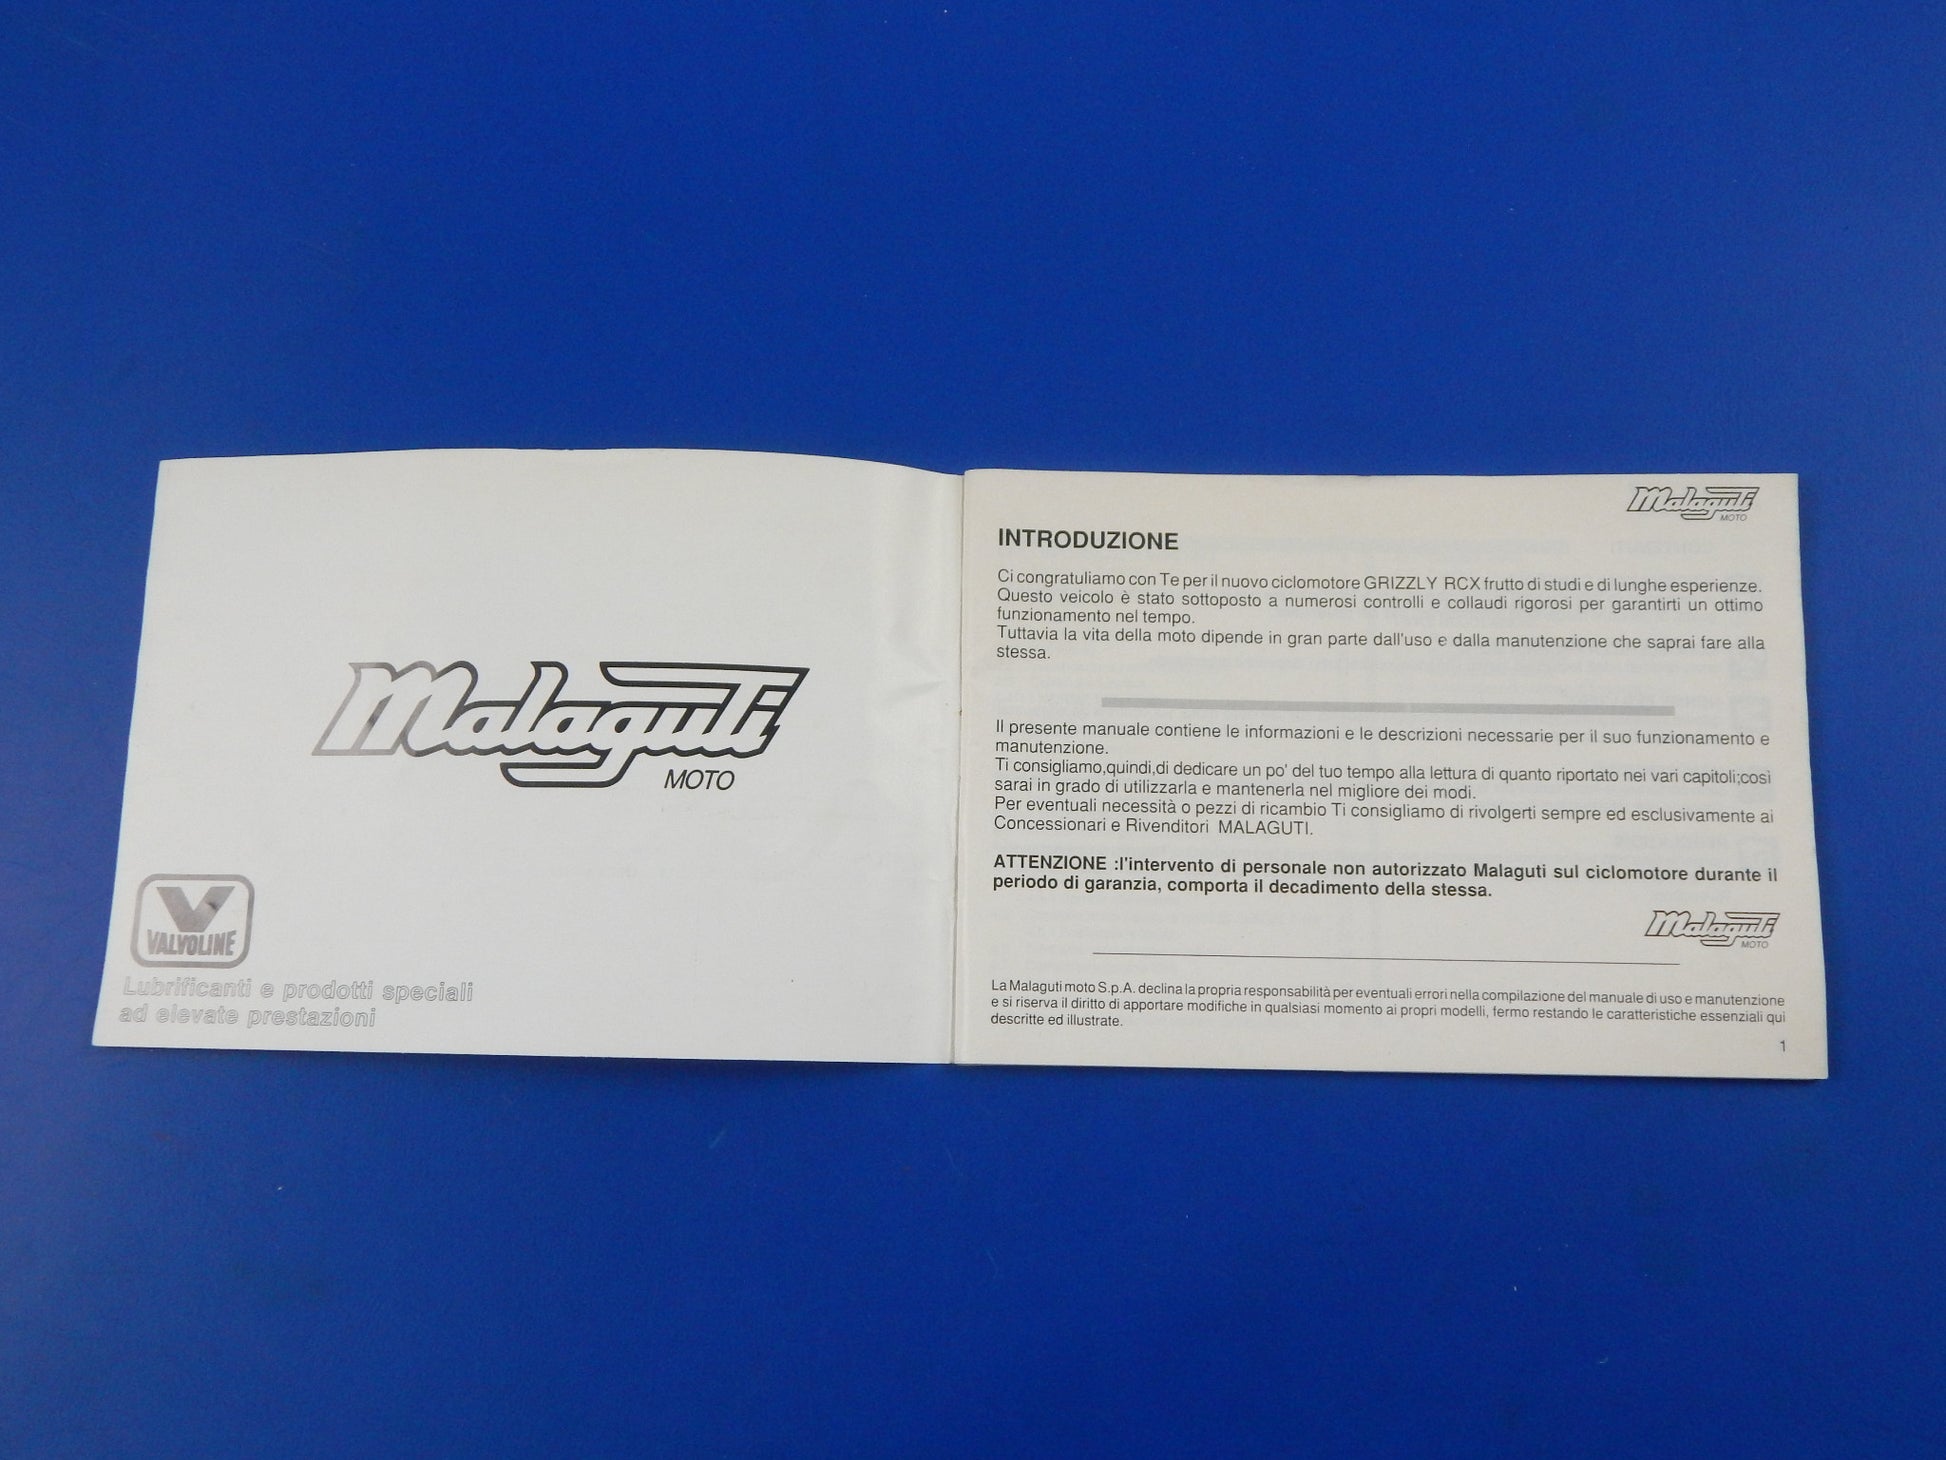 Malaguti
MOTO
VALVOLINE
Lubrificanti e prodotti speciali
ad elevate prestazioni
Malaguti
MOTO
INTRODUZIONE
Ci congratuliamo con Te per il nuovo ciclomotore GRIZZLY RCX frutto di studi e di lunghe esperienze.
Questo veicolo è stato sottoposto a numerosi controlli e collaudi rigorosi per garantirti un ottimo
funzionamento nel tempo.
Tuttavia la vita della moto dipende in gran parte dall'uso e dalla manutenzione che saprai fare alla
stessa.
Il presente manuale contiene le informazioni e le descrizioni necessarie per il suo funzionamento e
manutenzione.
Ti consigliamo,quindi,di dedicare un po' del tuo tempo alla lettura di quanto riportato nei vari capitoli;così
sarai in grado di utilizzarla e mantenerla nel migliore dei modi.
Per eventuali necessità o pezzi di ricambio Ti consigliamo di rivolgerti sempre ed esclusivamente ai
Concessionari e Rivenditori MALAGUTI.
ATTENZIONE :l'intervento di personale non autorizzato Malaguti sul ciclomotore durante il
periodo di garanzia, comporta il decadimento della stessa.
Malaguti
MOTO
La Malaguti moto S.p.A. declina la propria responsabilità per eventuali errori nella compilazione del manuale di uso e manutenzione
e si riserva il diritto di apportare modifiche in qualsiasi momento ai propri modelli, fermo restando le caratteristiche essenziali qui
descritte ed illustrate.
1